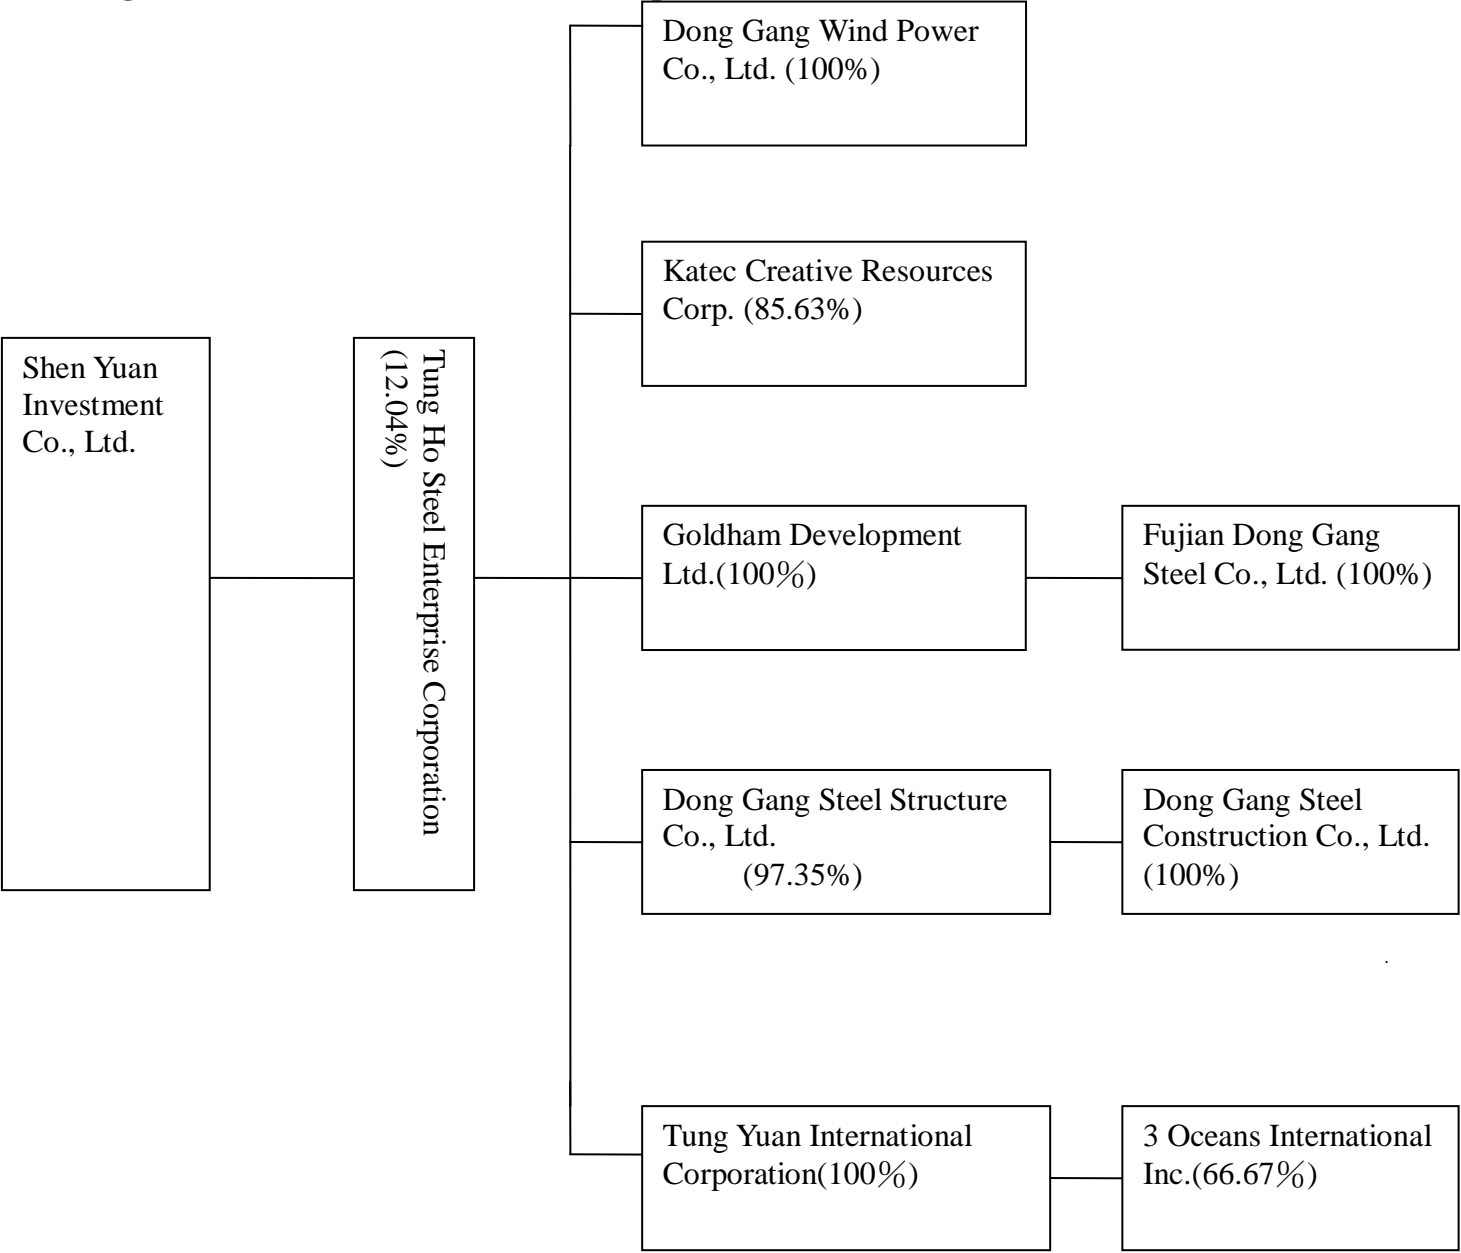 Dong Gang Wind Power
Co., Ltd. (100%)
Katec Creative Resources
Corp. (85.63%)
Shen Yuan
Investment
Co., Ltd.
Tung Ho Steel Enterprise Corporation
(12.04%)
Goldham Development
Ltd.(100%)
Fujian Dong Gang
Steel Co., Ltd. (100%)
Dong Gang Steel Structure
Co., Ltd.
(97.35%)
Dong Gang Steel
Construction Co., Ltd.
(100%)
Tung Yuan International
Corporation(100%)
3 Oceans International
Inc.(66.67%)